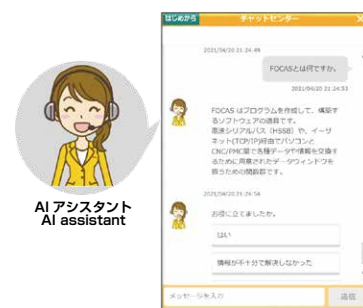 はじめから
チャットセンター
2021/04/20 21:24:49
FOCASとは何ですか。
2021/04/20 21:24:53
FOCAS はプログラムを作成して、構築す
るソフトウェアの道具です。
高速シリアルバス（HSSB）や、イーサ
ネット(TCP/IP)経由でパソコンと
CNC/PMC間で各種データや情報を交換す
るために用意されたデータウィンドウを
扱うための関数群です。
AI アシスタント
AI assistant
2021/04/20 21:24:54
お役に立てましたか。
はい
情報が不十分で解決しなかった
メッセージを入力
送信